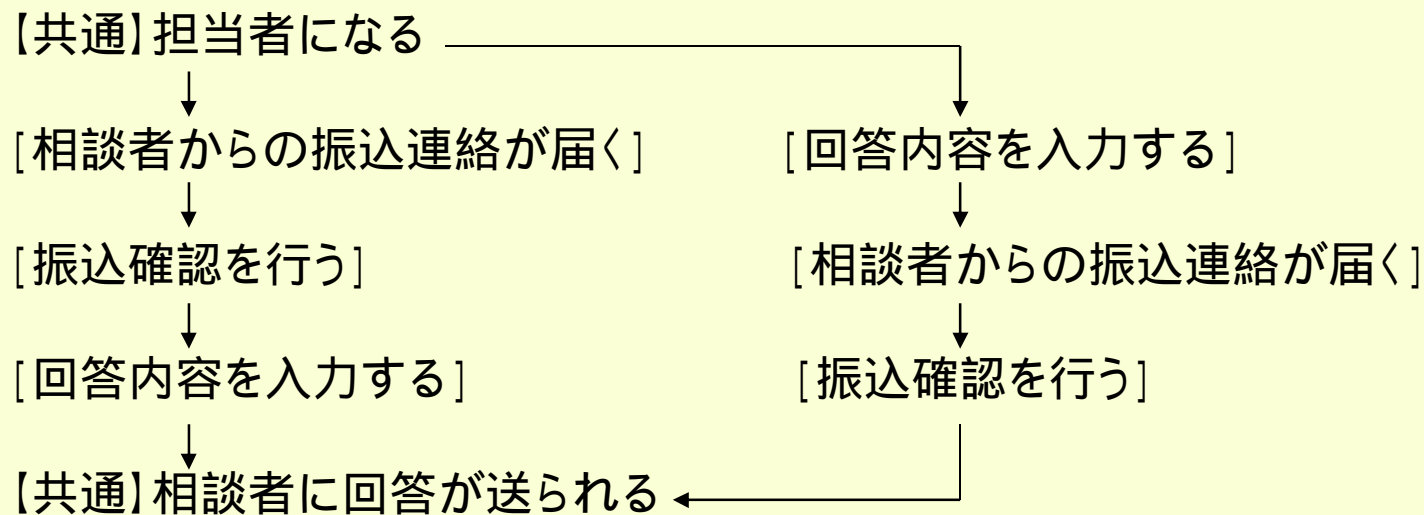 【共通】担当者になる
[相談者からの振込連絡が届く] [回答内容を入力する]
[振込確認を行う] [相談者からの振込連絡が届く]
[回答内容を入力する] [振込確認を行う]
【共通】相談者に回答が送られる